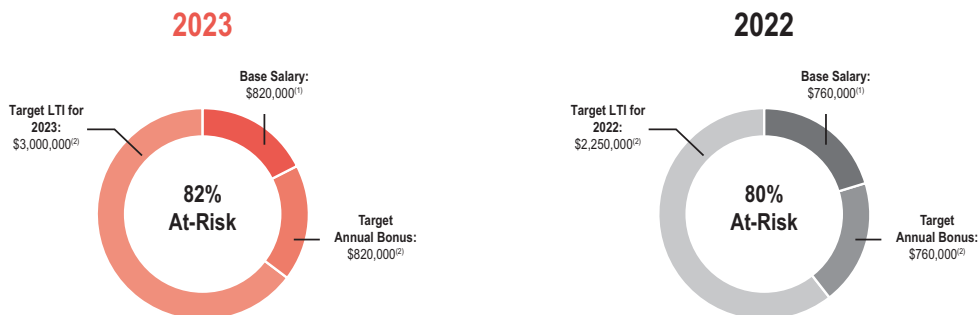 2023
Base Salary:
$820,000(1)
Target LTI for
2023:
$3,000,000(2)
82%
At-Risk
Target
Annual Bonus:
$820,000(2)
2022
Base Salary:
$760,000(1)
Target LTI for
2022:
$2,250,000(2)
80%
At-Risk
Target
Annual Bonus:
$760,000(2)